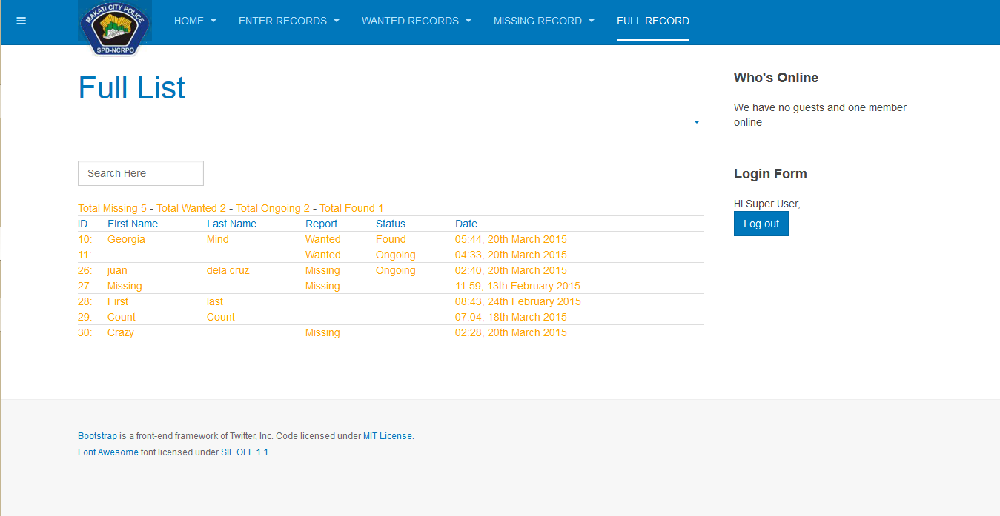 MAKATI CITY POLICE
SPD-NCRPO
HOME ENTER RECORDS WANTED RECORDS MISSING RECORD FULL RECORD
Full List
Search Here
Total Missing 5 - Total Wanted 2 - Total Ongoing 2 - Total Found 1
ID First Name Last Name Report Status Date
10: Georgia Mind Wanted Found 05:44, 20th March 2015
11: Wanted Ongoing 04:33, 20th March 2015
26: juan dela cruz Missing Ongoing 02:40, 20th March 2015
27: Missing Missing 11:59, 13th February 2015
28: First last 08:43, 24th February 2015
29: Count Count 07:04, 18th March 2015
30: Crazy Missing 02:28, 20th March 2015
Who's Online
We have no guests and one member
online
Login Form
Hi Super User,
Log out
Bootstrap is a front-end framework of Twitter, Inc. Code licensed under MIT License.
Font Awesome font licensed under SIL OFL 1.1.